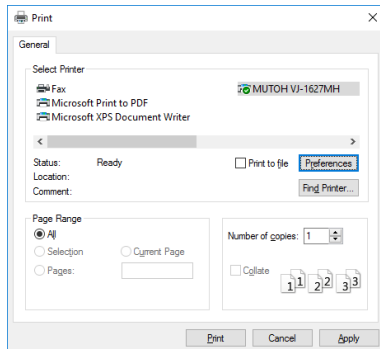 Print
General
Select Printer
Fax MUTOH VJ-1627MH
Microsoft Print to PDF
Microsoft XPS Document Writer
Status: Ready Print to file Preferences
Location:
Comment: Find Printer...
Page Range
All
Selection Current Page
Pages:
Number of copies: 1
Collate
1 1 2 2 3 3
Print Cancel Apply